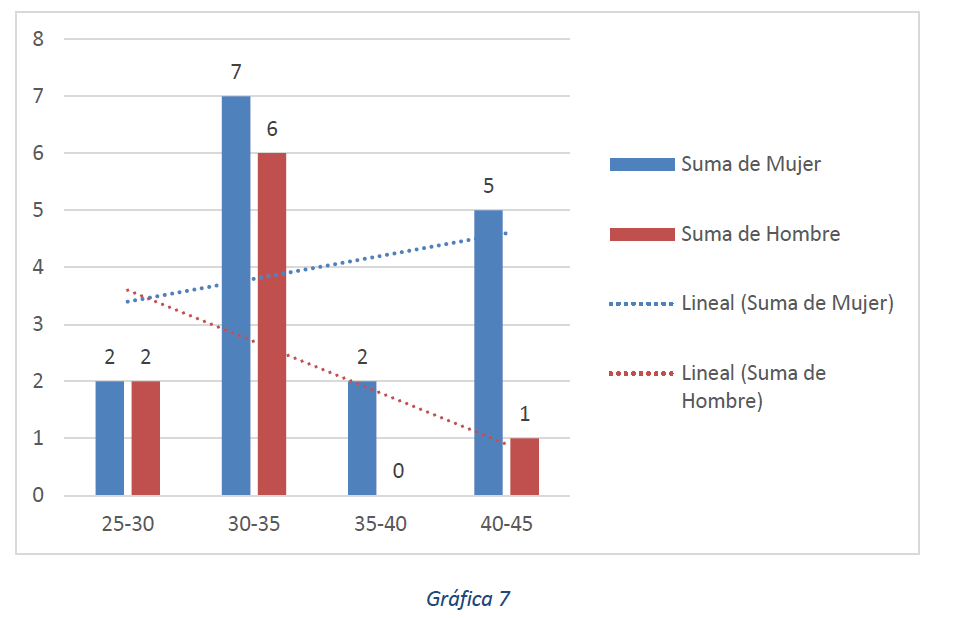 8
7
6
5
4
3
2
1
0
7
6
5
2 2
2
1
0
25-30 30-35 35-40 40-45
Suma de Mujer
Suma de Hombre
Lineal (Suma de Mujer)
Lineal (Suma de
Hombre)
Gráfica 7